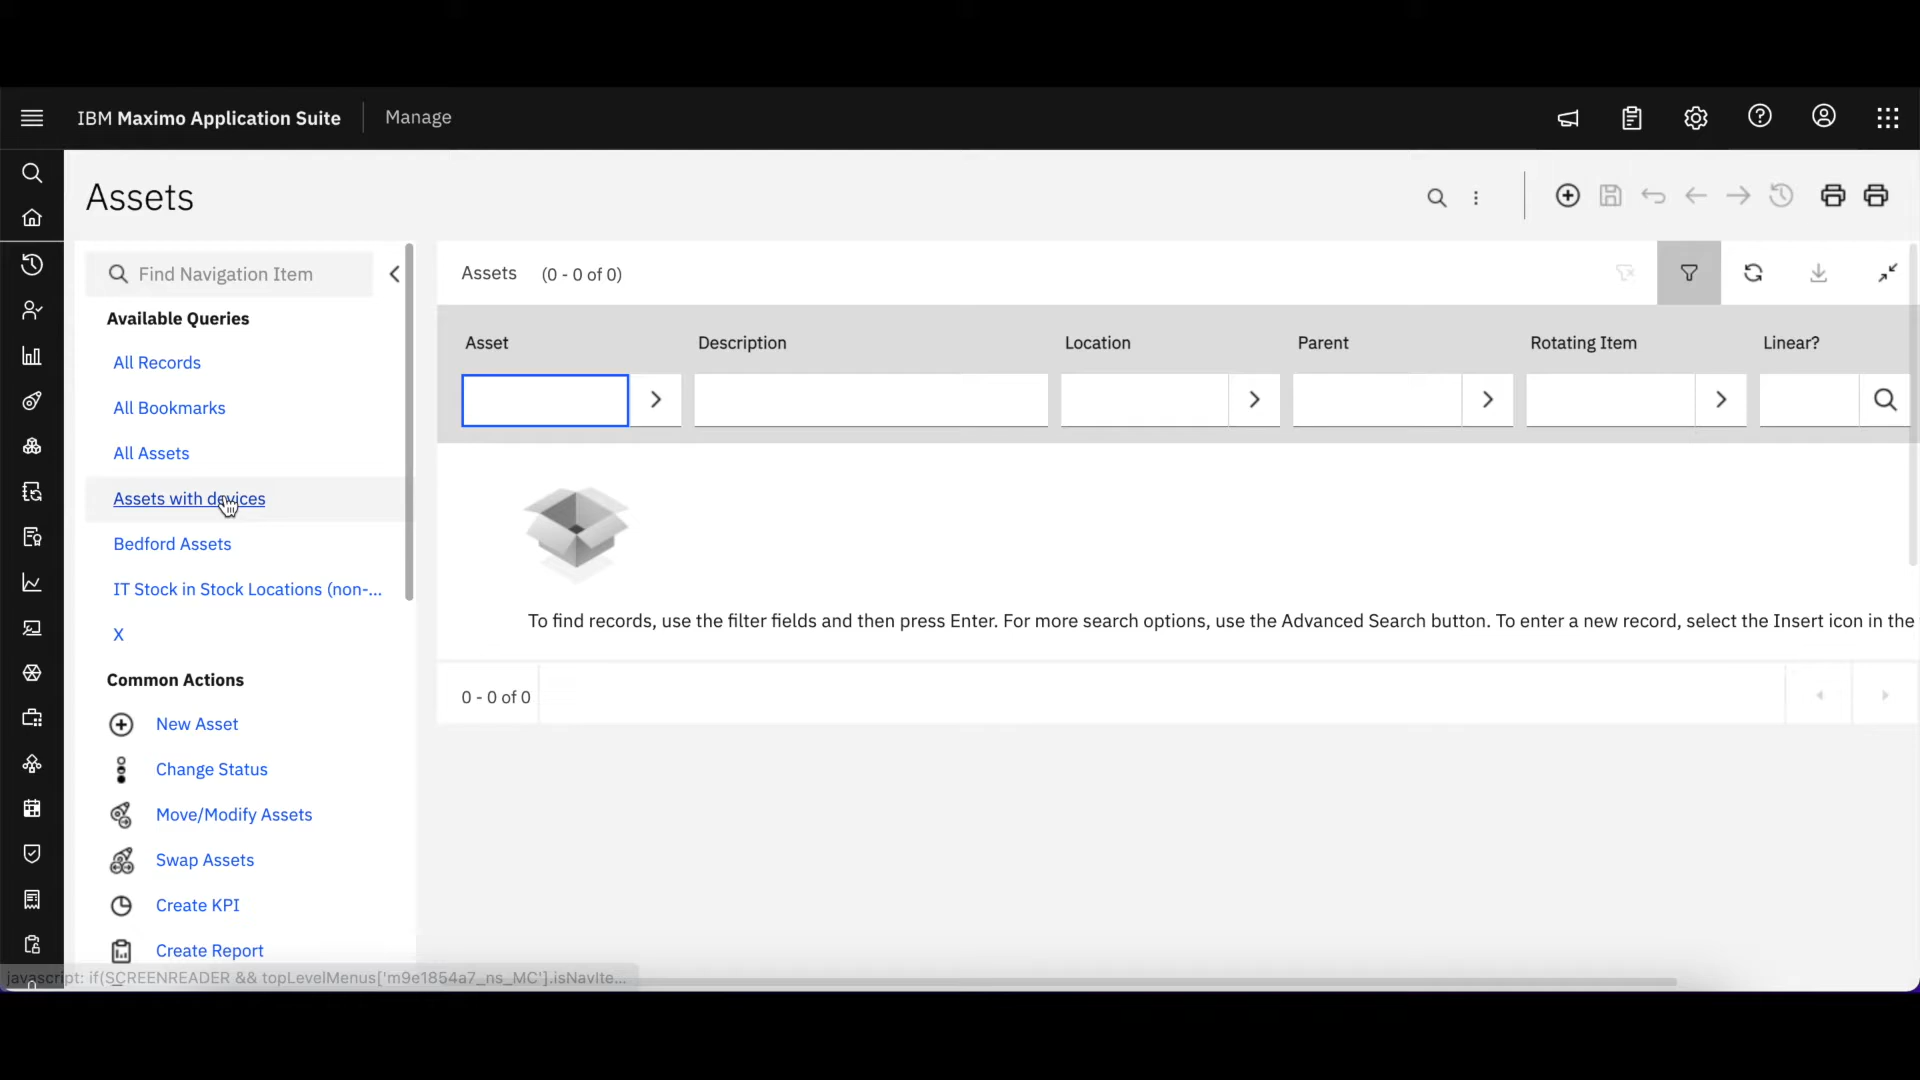 IBM Maximo Application Suite
Manage
Assets
Find Navigation Item
Available Queries
All Records
All Bookmarks
All Assets
Assets with devices
Bedford Assets
IT Stock in Stock Locations (non-...
X
Common Actions
New Asset
Change Status
Move/Modify Assets
Swap Assets
Create KPI
Create Report
Assets (0 - 0 of 0)
Asset Description Location Parent Rotating Item Linear?
To find records, use the filter fields and then press Enter. For more search options, use the Advanced Search button. To enter a new record, select the Insert icon in the
0 - 0 of 0
javascript: if(SCREENREADER && topLevelMenus['m9e1854a7_ns_MC'].isNavIte...